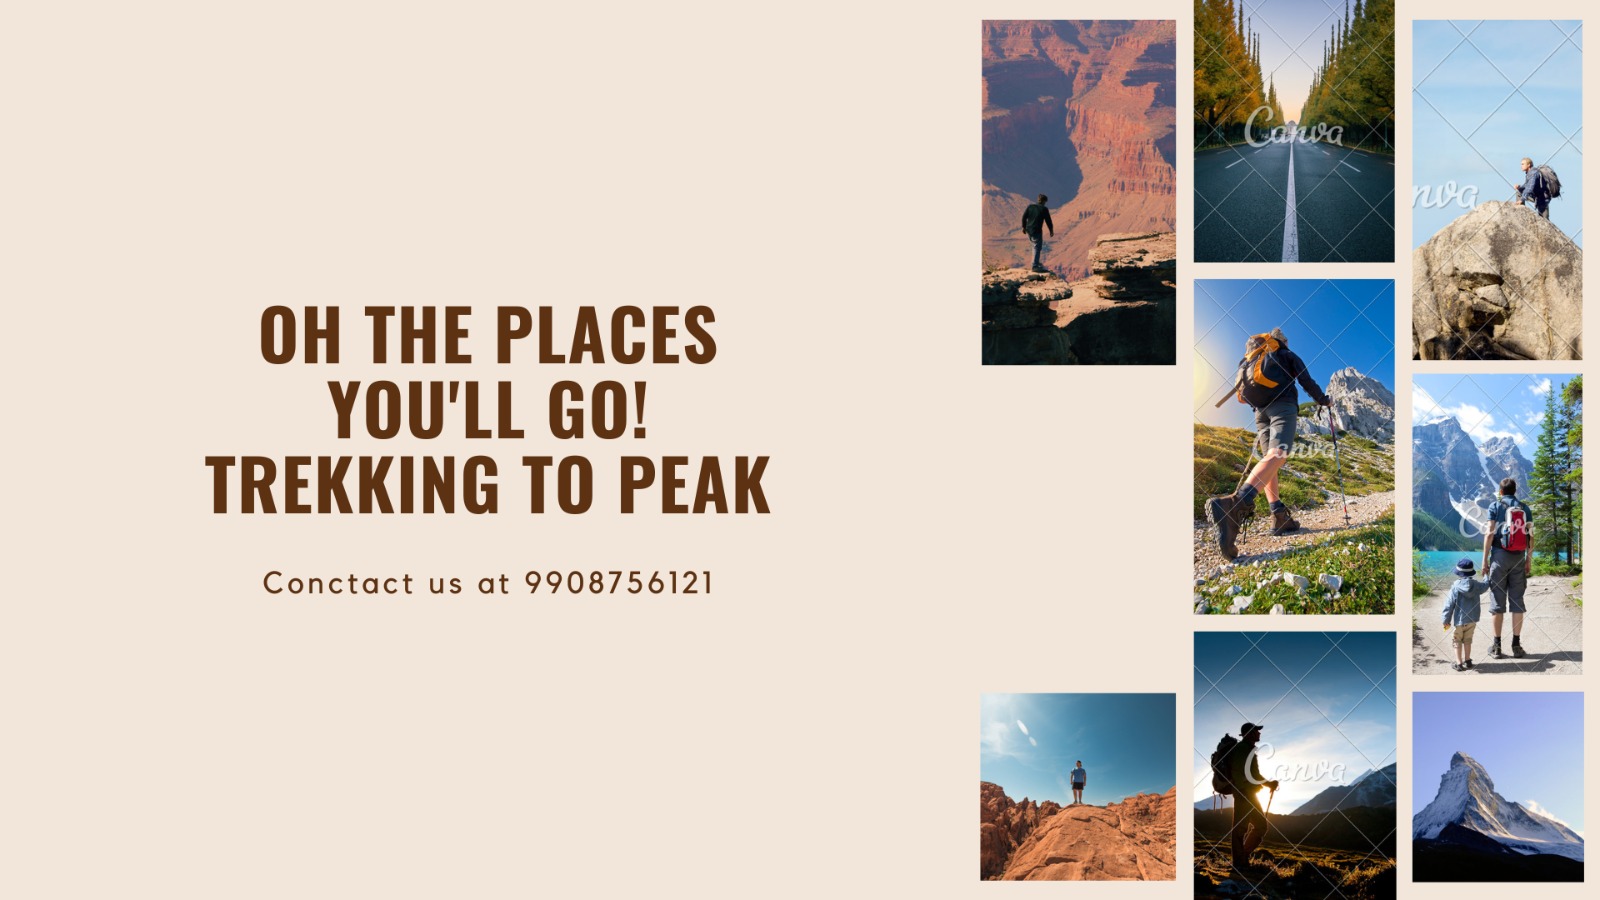 OH THE PLACES
YOU'LL GO!
TREKKING TO PEAK
Conctact us at 9908756121
Canva
nva
Canva
Canva
Canva